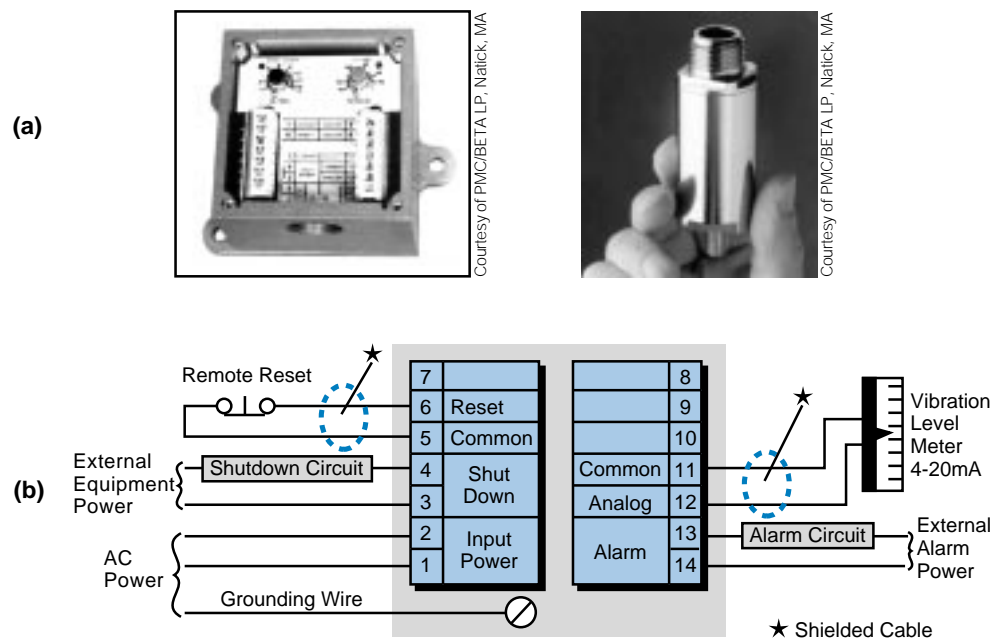 (a)
Courtesy of PMC/BETA LP, Natick, MA
Courtesy of PMC/BETA LP, Natick, MA
(b)
Remote Reset
External
Equipment
Power
Shutdown Circuit
AC
Power
Grounding Wire
7
6 Reset
5 Common
4
3
Shut
Down
2
1
Input
Power
8
9
10
Common 11
Analog 12
Alarm
13
14
Vibration
Level
Meter
4-20mA
Alarm Circuit
External
Alarm
Power
★ Shielded Cable